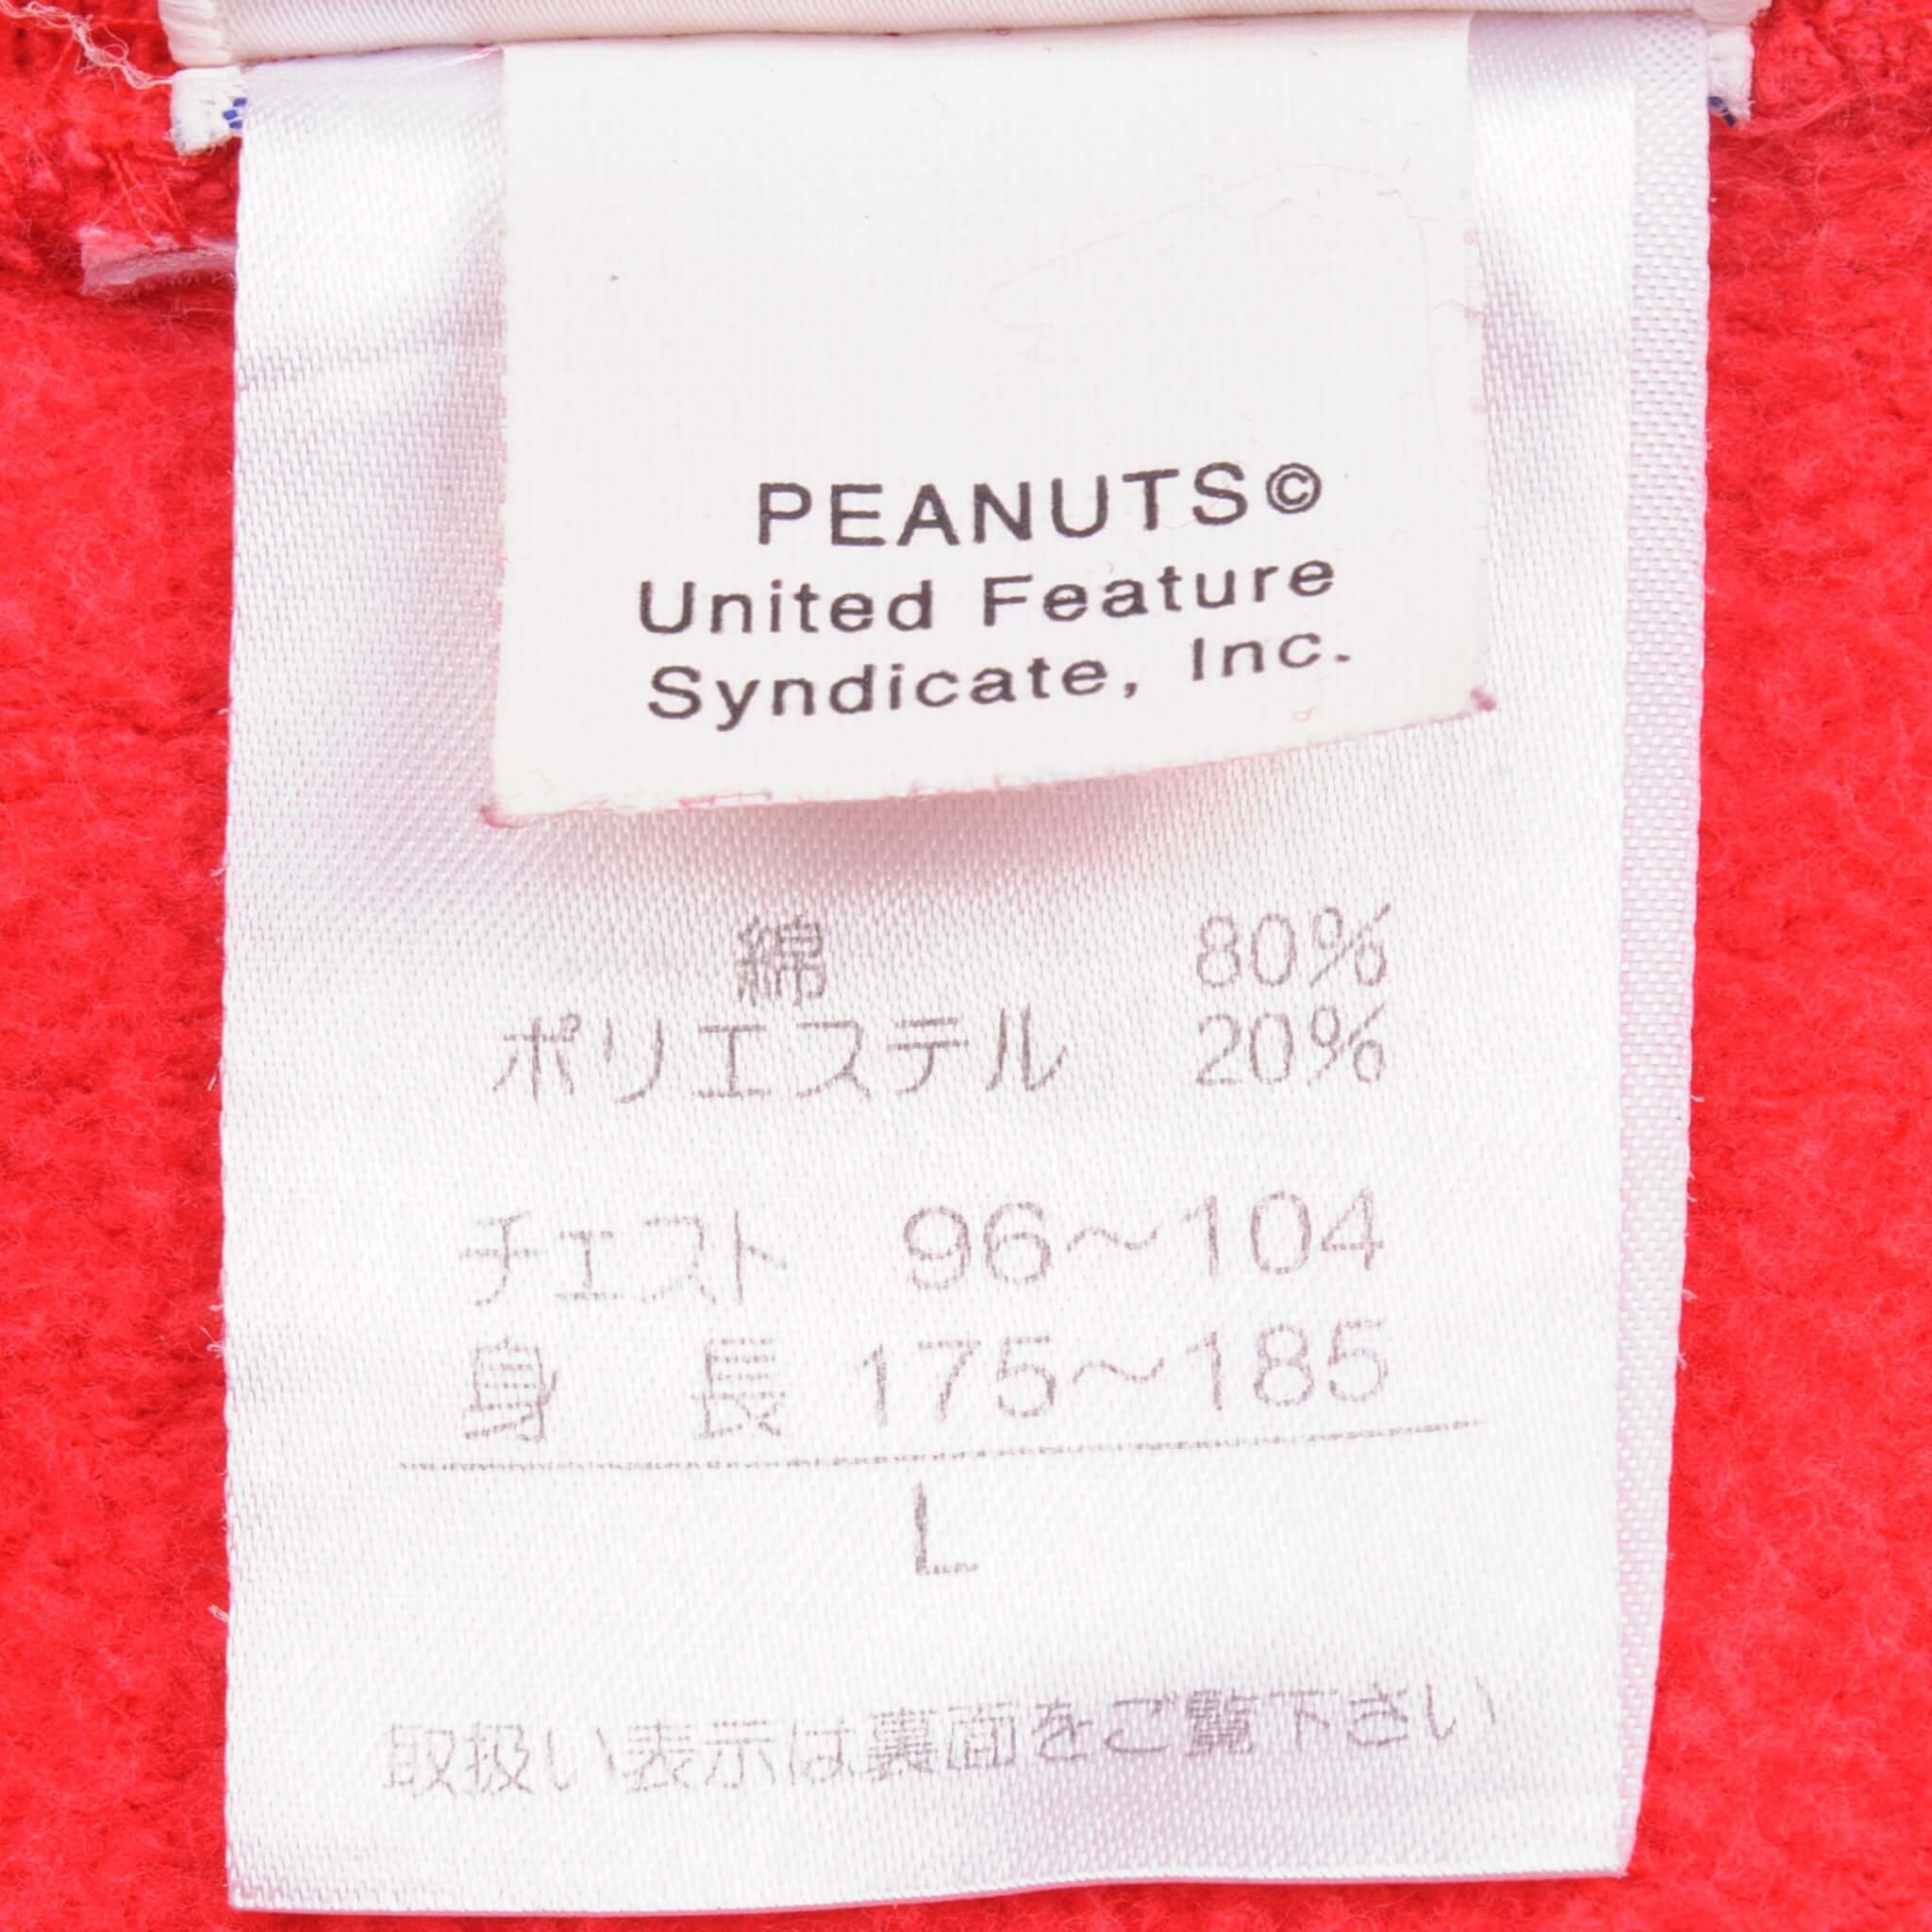 PEANUTS©
United Feature
Syndicate, Inc.
綿 80%
ポリエステル 20%
チェスト 96～104
身 長 175～185
L
取扱い表示は裏面をご覧下さい